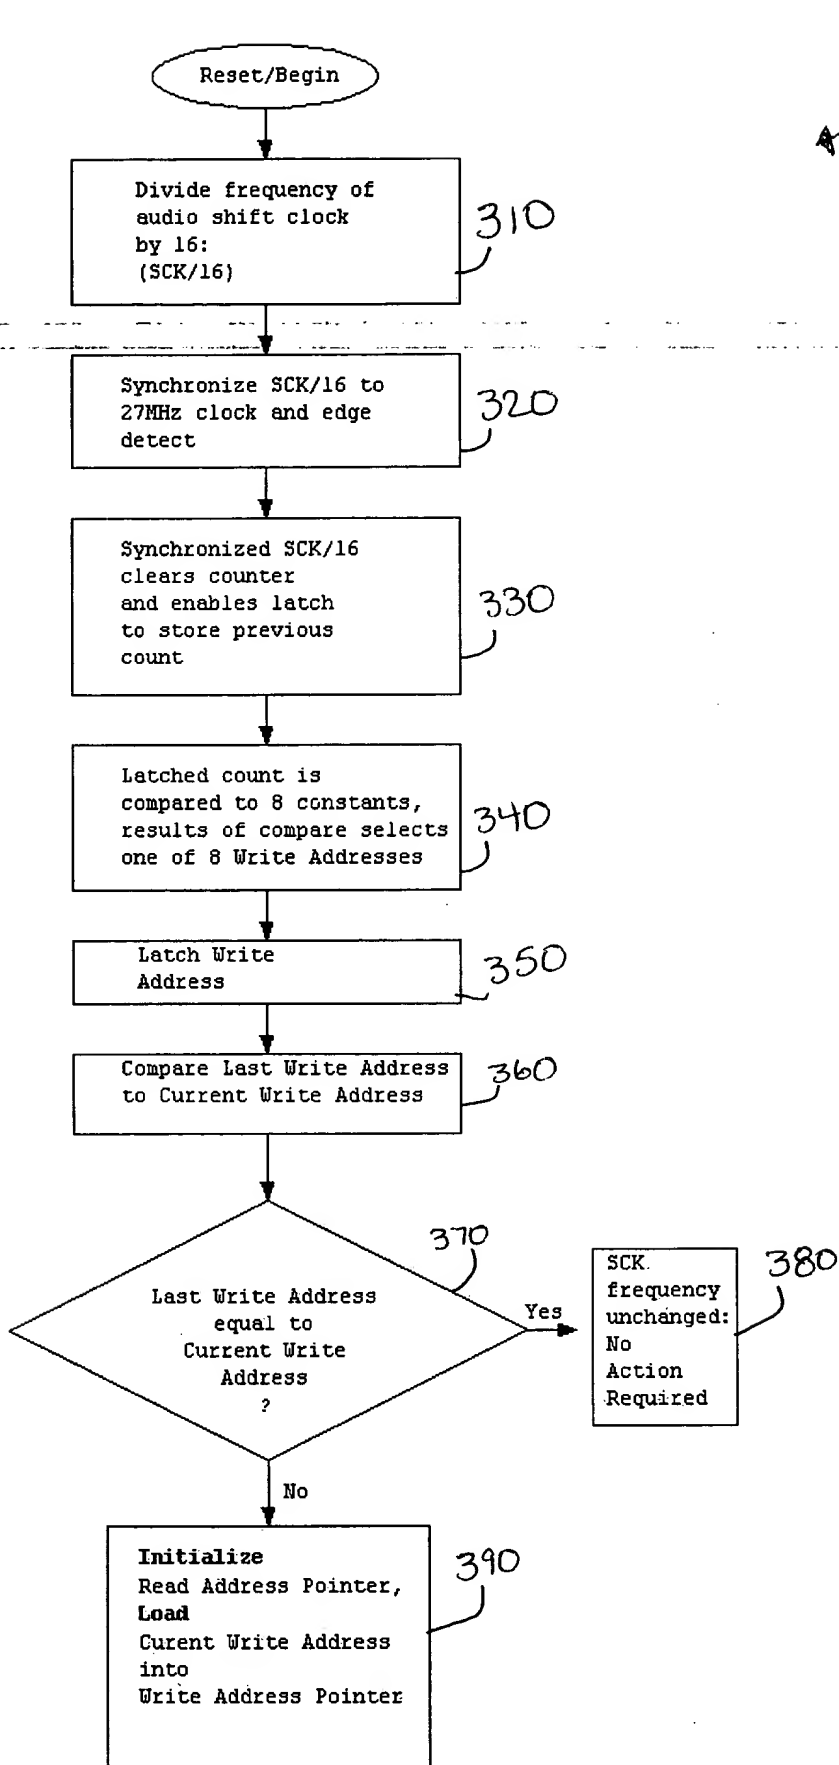 Reset/Begin
Divide frequency of
audio shift clock
by 16:
(SCK/16)
310
Synchronize SCK/16 to
27MHz clock and edge
detect
320
Synchronized SCK/16
clears counter
and enables latch
to store previous
count
330
Latched count is
compared to 8 constants,
results of compare selects
one of 8 Write Addresses
340
Latch Write
Address
350
Compare Last Write Address
to Current Write Address
360
370
Last Write Address
equal to
Current Write
Address
?
Yes
SCK
frequency
unchanged:
No
Action
Required
380
No
Initialize
Read Address Pointer,
Load
Curent Write Address
into
Write Address Pointer
390